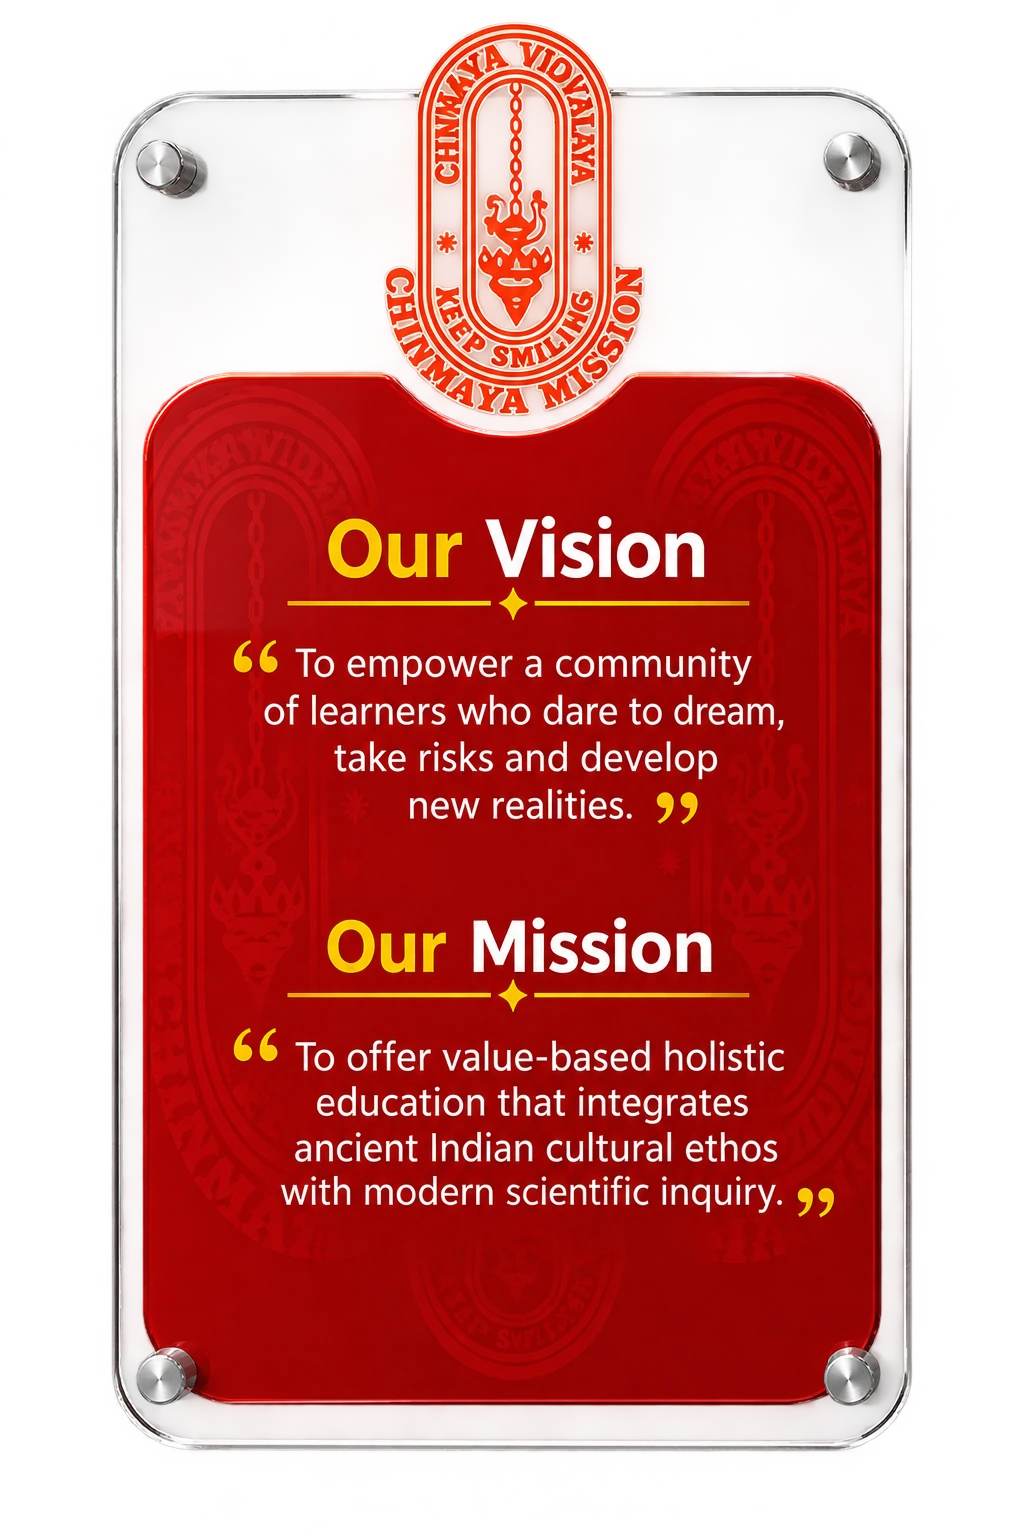 CHNMAYA VIDYALAYA
KEEP SMILING
CHINMAYA MISSION
Our Vision
“ To empower a community
of learners who dare to dream,
take risks and develop
new realities. ”
Our Mission
“ To offer value-based holistic
education that integrates
ancient Indian cultural ethos
with modern scientific inquiry. ”